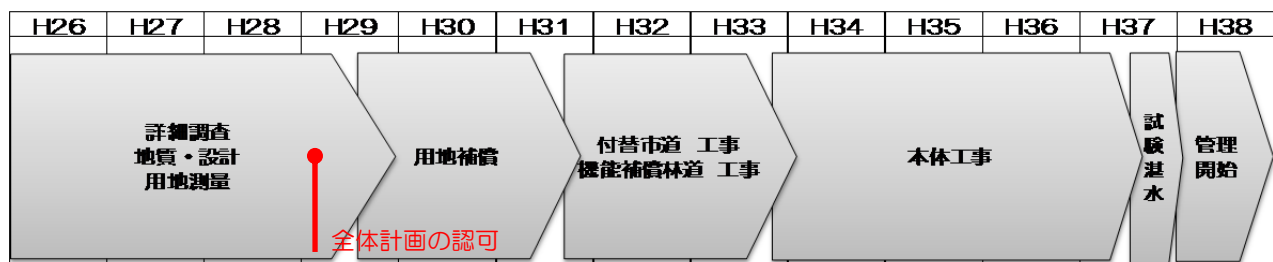 H26 H27 H28 H29 H30 H31 H32 H33 H34 H35 H36 H37 H38
詳細調査
地質・設計
用地測量
全体計画の認可
用地補償
付替市道 工事
機能補償林道 工事
本体工事
試験湛水
管理
開始